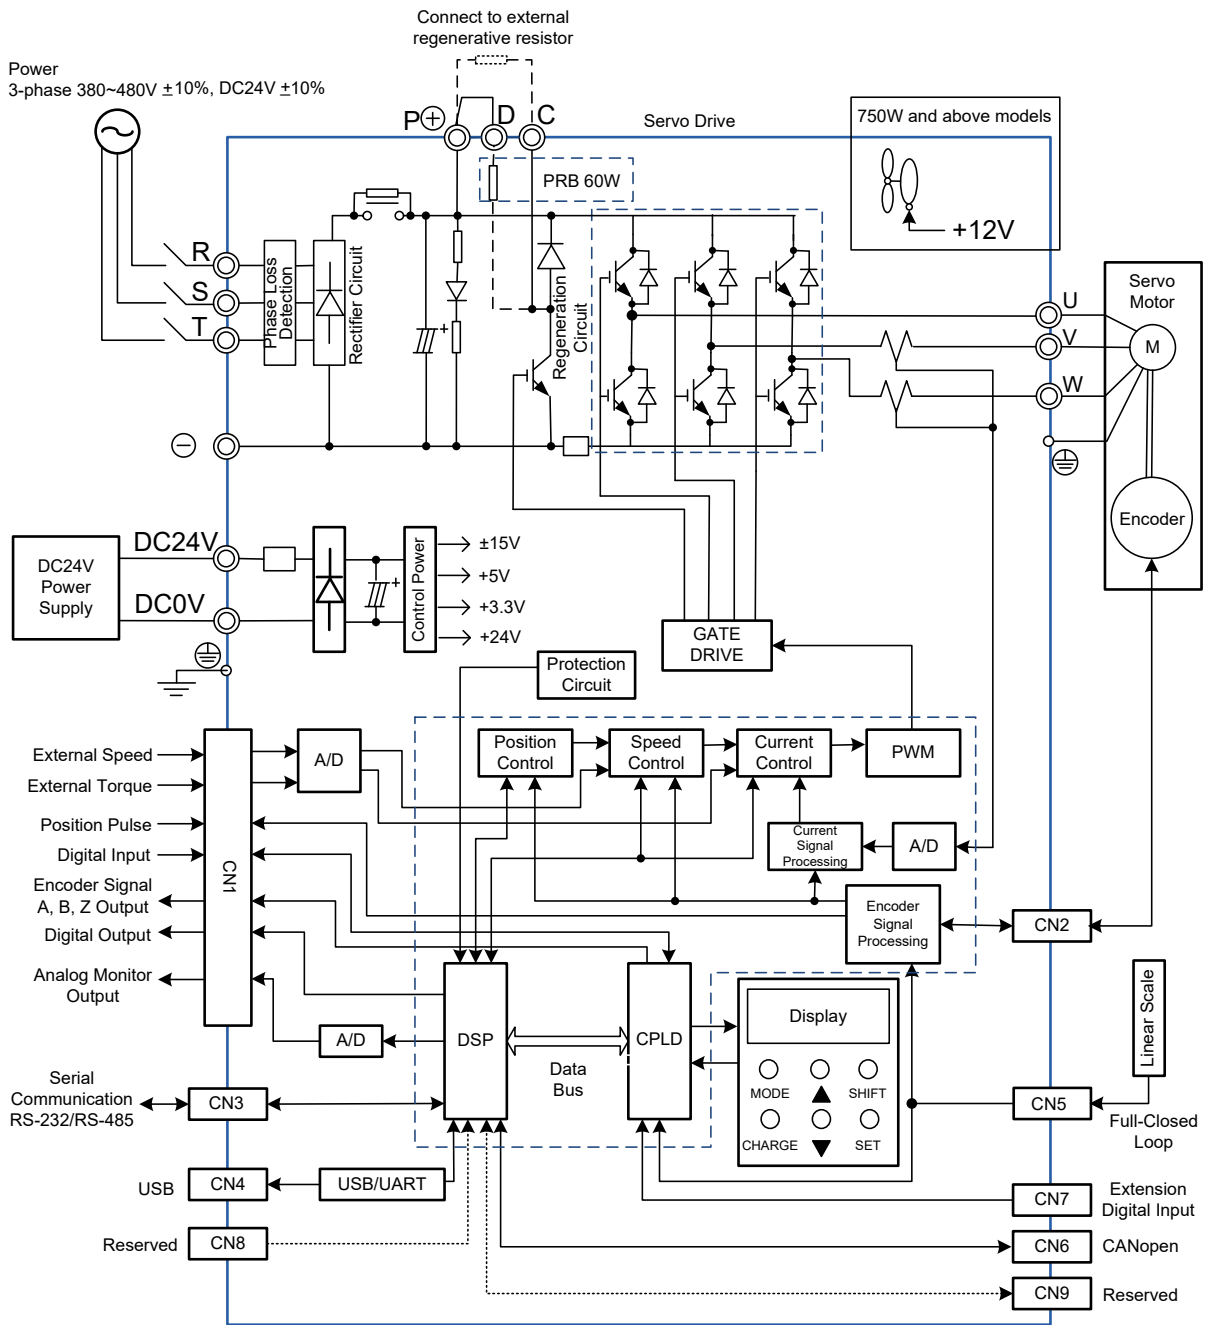 Connect to external
regenerative resistor
Power
3-phase 380~480V ±10%, DC24V ±10%
P
D
C
Servo Drive
750W and above models
+12V
PRB 60W
R
S
T
Phase Loss
Detection
Rectifier Circuit
+
Regeneration
Circuit
U
V
W
Servo
Motor
M
Encoder
DC24V
Power
Supply
DC24V
DC0V
+
Control Power
±15V
+5V
+3.3V
+24V
GATE
DRIVE
Protection
Circuit
External Speed
External Torque
Position Pulse
Digital Input
Encoder Signal
A, B, Z Output
Digital Output
Analog Monitor
Output
CN1
A/D
Position
Control
Speed
Control
Current
Control
PWM
Current
Signal
Processing
A/D
Encoder
Signal
Processing
CN2
Linear Scale
DSP
Data
Bus
CPLD
A/D
Display
MODE
SHIFT
CHARGE
SET
Serial
Communication
RS-232/RS-485
CN3
CN5
Full-Closed
Loop
USB
CN4
USB/UART
CN7
Extension
Digital Input
Reserved
CN8
CN6
CANopen
CN9
Reserved